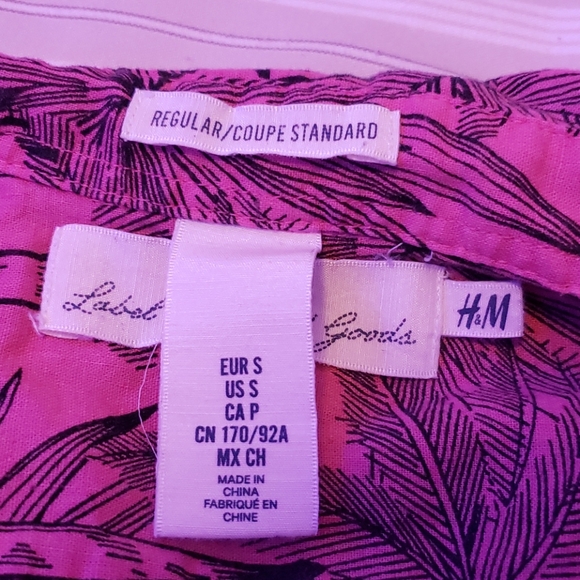 REGULAR/COUPE STANDARD
Label Goods
H&M
EUR S
US S
CA P
CN 170/92A
MX CH
MADE IN
CHINA
FABRIQUÉ EN
CHINE